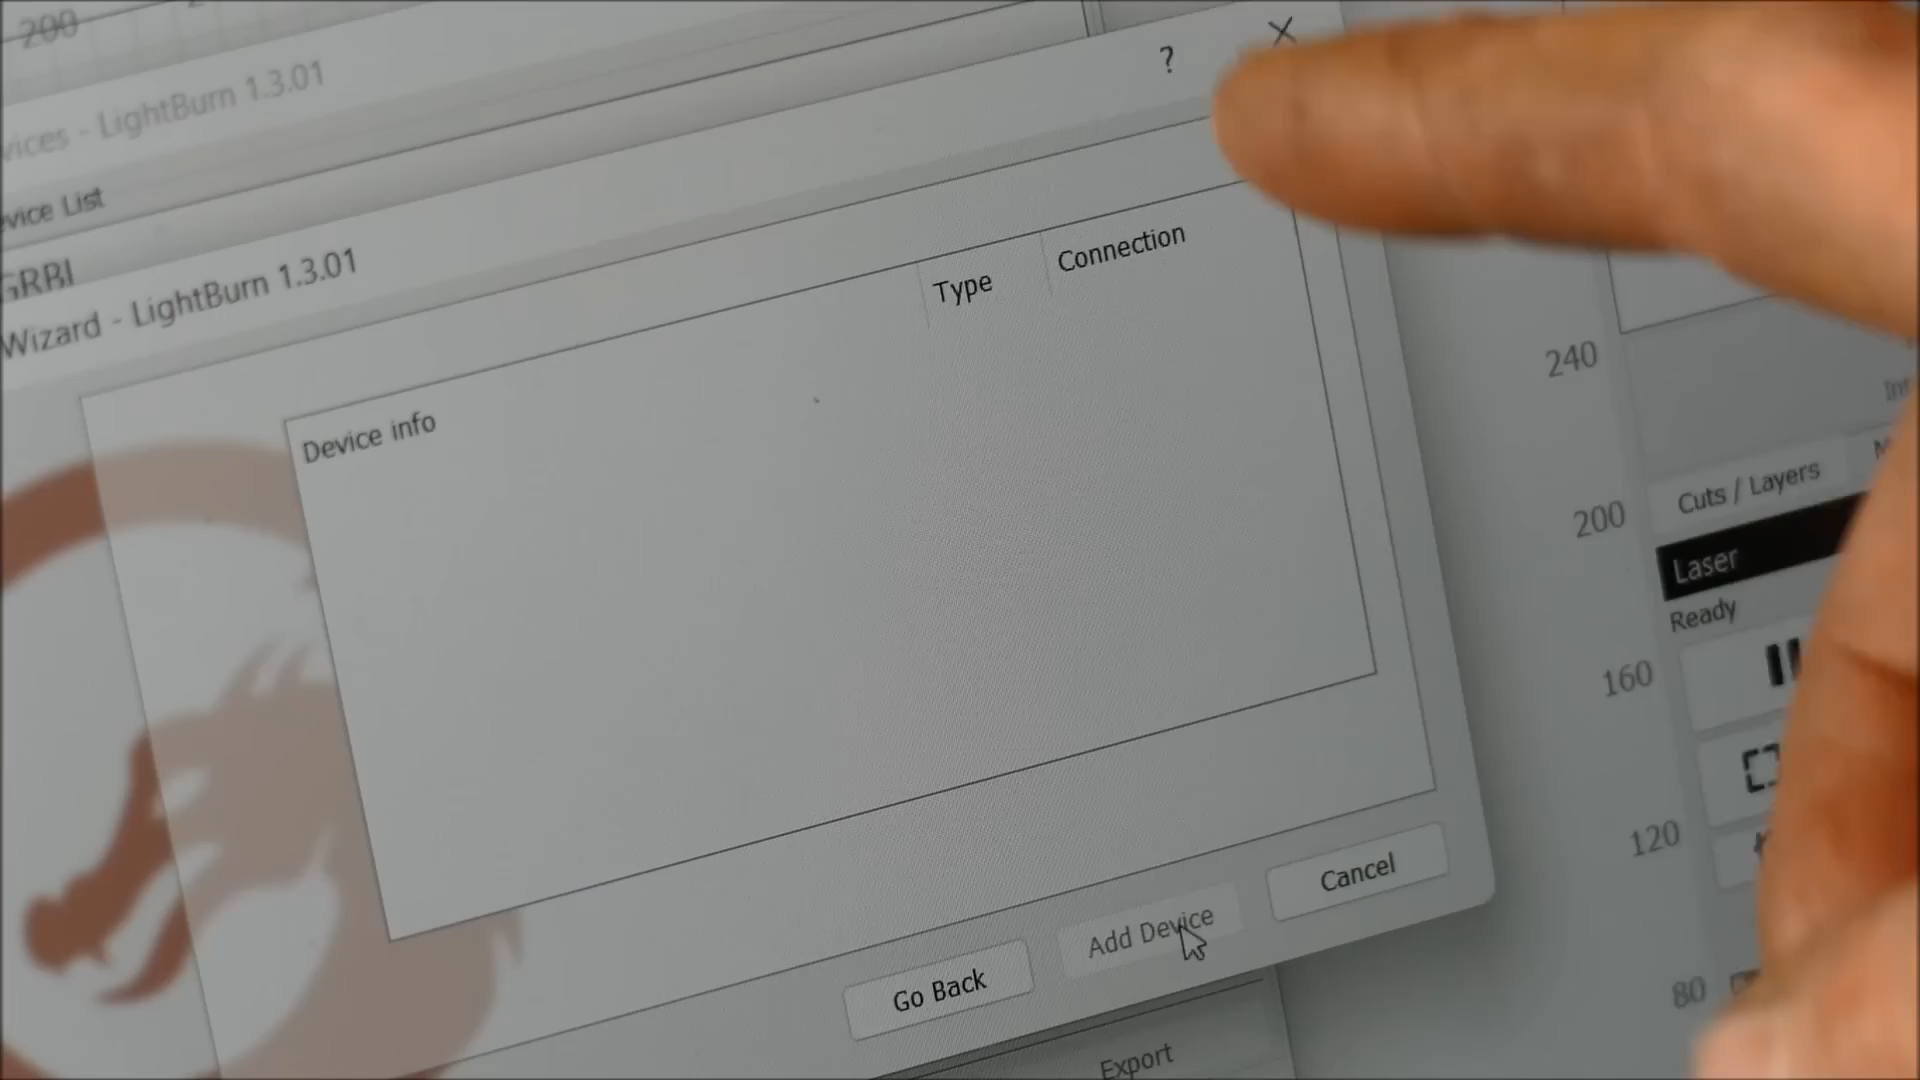 200
vices - LightBurn 1.3.01
vice List
GRBL
Wizard - LightBurn 1.3.01
?
Device info
Type
Connection
Go Back
Add Device
Cancel
Export
240
200
160
120
80
Cuts / Layers
Laser
Ready